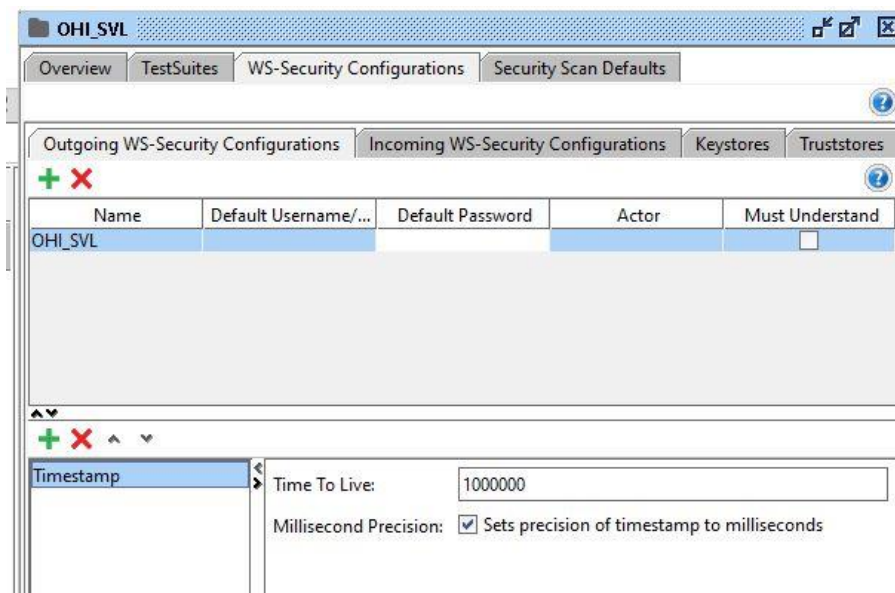 OHI_SVL
Overview TestSuites WS-Security Configurations Security Scan Defaults
Outgoing WS-Security Configurations Incoming WS-Security Configurations Keystores Truststores
Name Default Username/... Default Password Actor Must Understand
OHI_SVL
Timestamp
Time To Live: 1000000
Millisecond Precision: Sets precision of timestamp to milliseconds